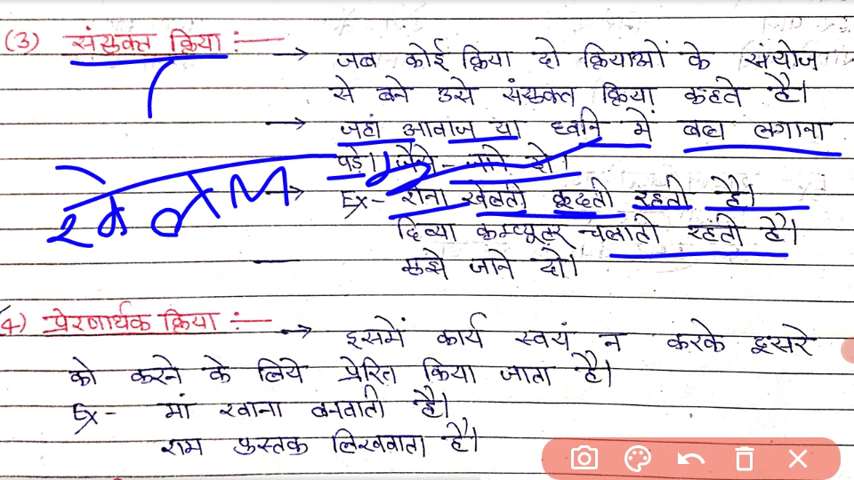 (3) संयुक्त क्रिया :—
→ जब कोई क्रिया दो क्रियाओं के संयोज
से बने उसे संयुक्त क्रिया कहते है।
→ जहां आवाज या ध्वनि में बल लगाना
पड़े। जैसे - जाने दो।
→ Ex- राना खेलती कूदती रहती है।
दिव्या कम्प्यूटर चलाती रहती है।
मुझे जाने दो।
4) प्रेरणार्थक क्रिया :—
→ इसमें कार्य स्वयं न करके दूसरे
को करने के लिये प्रेरित किया जाता है।
Ex- मां खाना बनवाती है।
राम पुस्तक लिखवाता है।